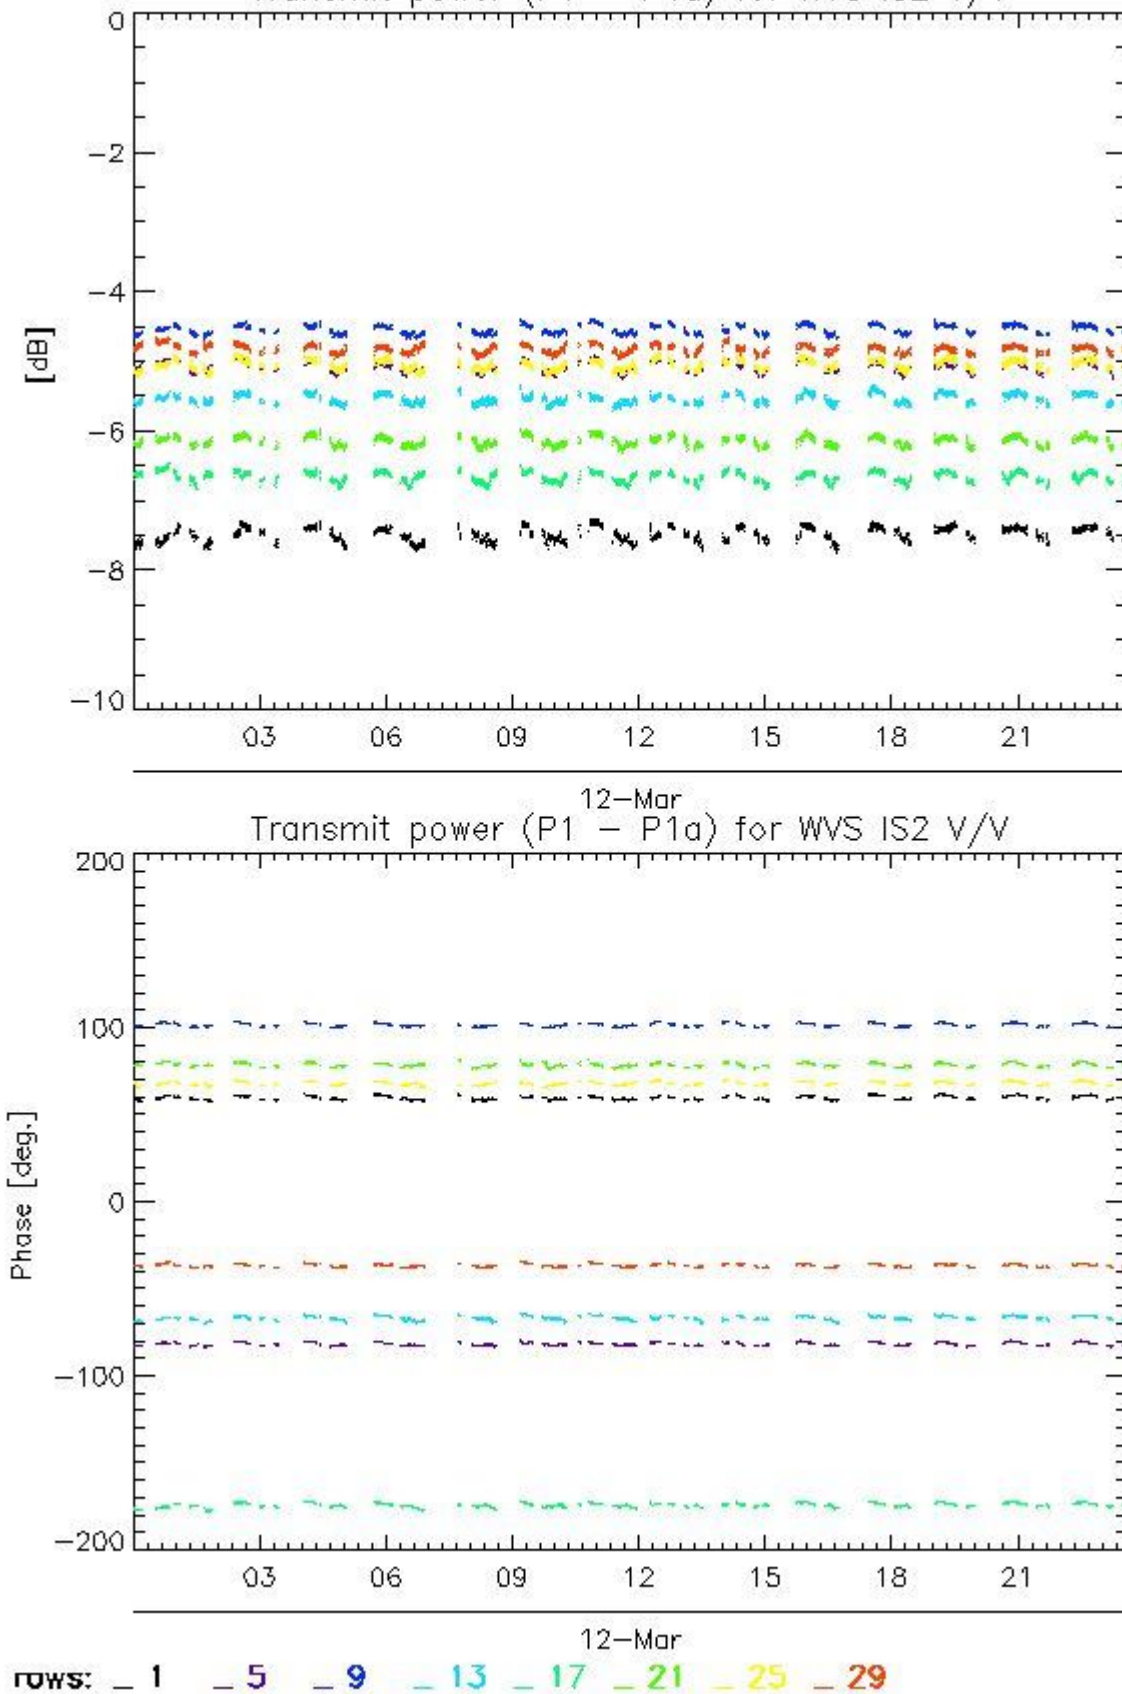 0
−2
−4
[dB]
−6
−8
−10
03 06 09 12 15 18 21
12−Mar
Transmit power (P1 − P1a) for WVS IS2 V/V
200
100
Phase [deg.]
0
−100
−200
03 06 09 12 15 18 21
12−Mar
rows: _ 1 _ 5 _ 9 _ 13 _ 17 _ 21 _ 25 _ 29